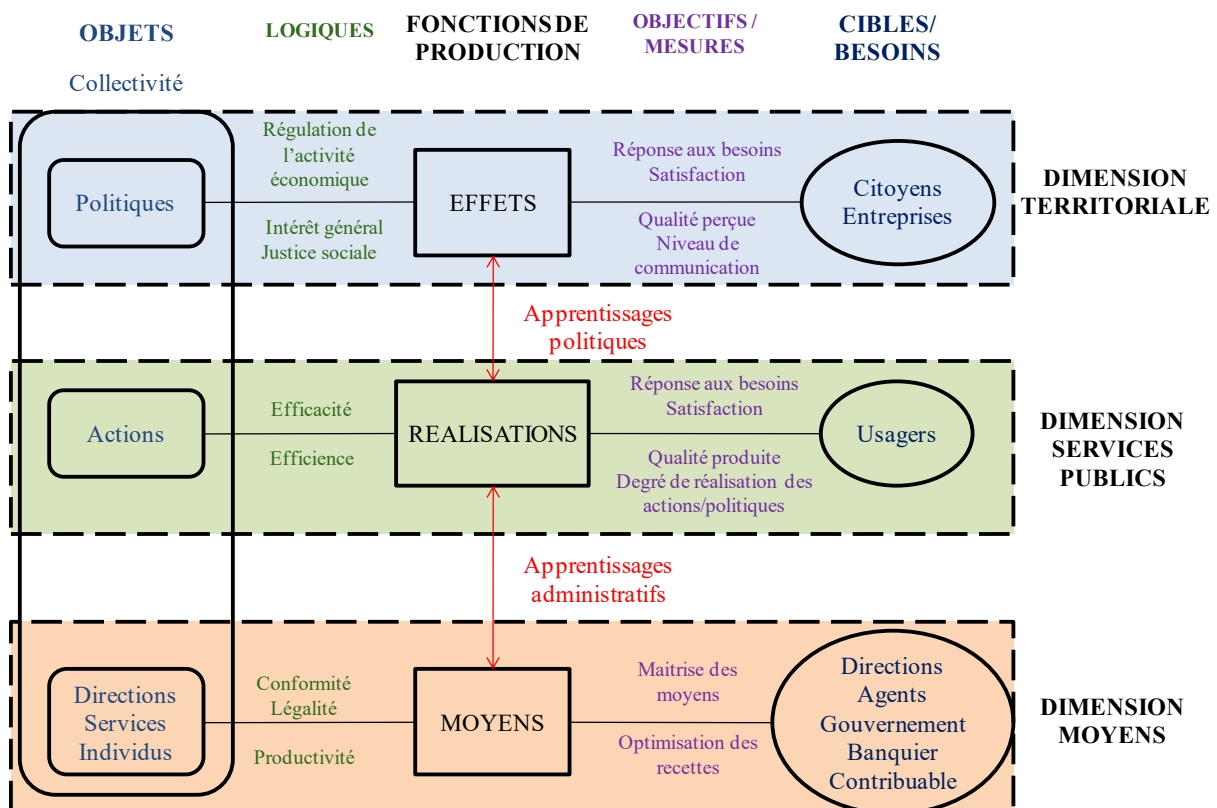 OBJETS
LOGIQUES
FONCTIONS DE
PRODUCTION
OBJECTIFS /
MESURES
CIBLES/
BESOINS
Collectivité
Politiques
Régulation de
l’activité
économique
Intérêt général
Justice sociale
EFFETS
Réponse aux besoins
Satisfaction
Qualité perçue
Niveau de
communication
Citoyens
Entreprises
DIMENSION
TERRITORIALE
Apprentissages
politiques
Actions
Efficacité
Efficience
REALISATIONS
Réponse aux besoins
Satisfaction
Qualité produite
Degré de réalisation des
actions/politiques
Usagers
DIMENSION
SERVICES
PUBLICS
Apprentissages
administratifs
Directions
Services
Individus
Conformité
Légalité
Productivité
MOYENS
Maitrise des
moyens
Optimisation des
recettes
Directions
Agents
Gouvernement
Banquier
Contribuable
DIMENSION
MOYENS